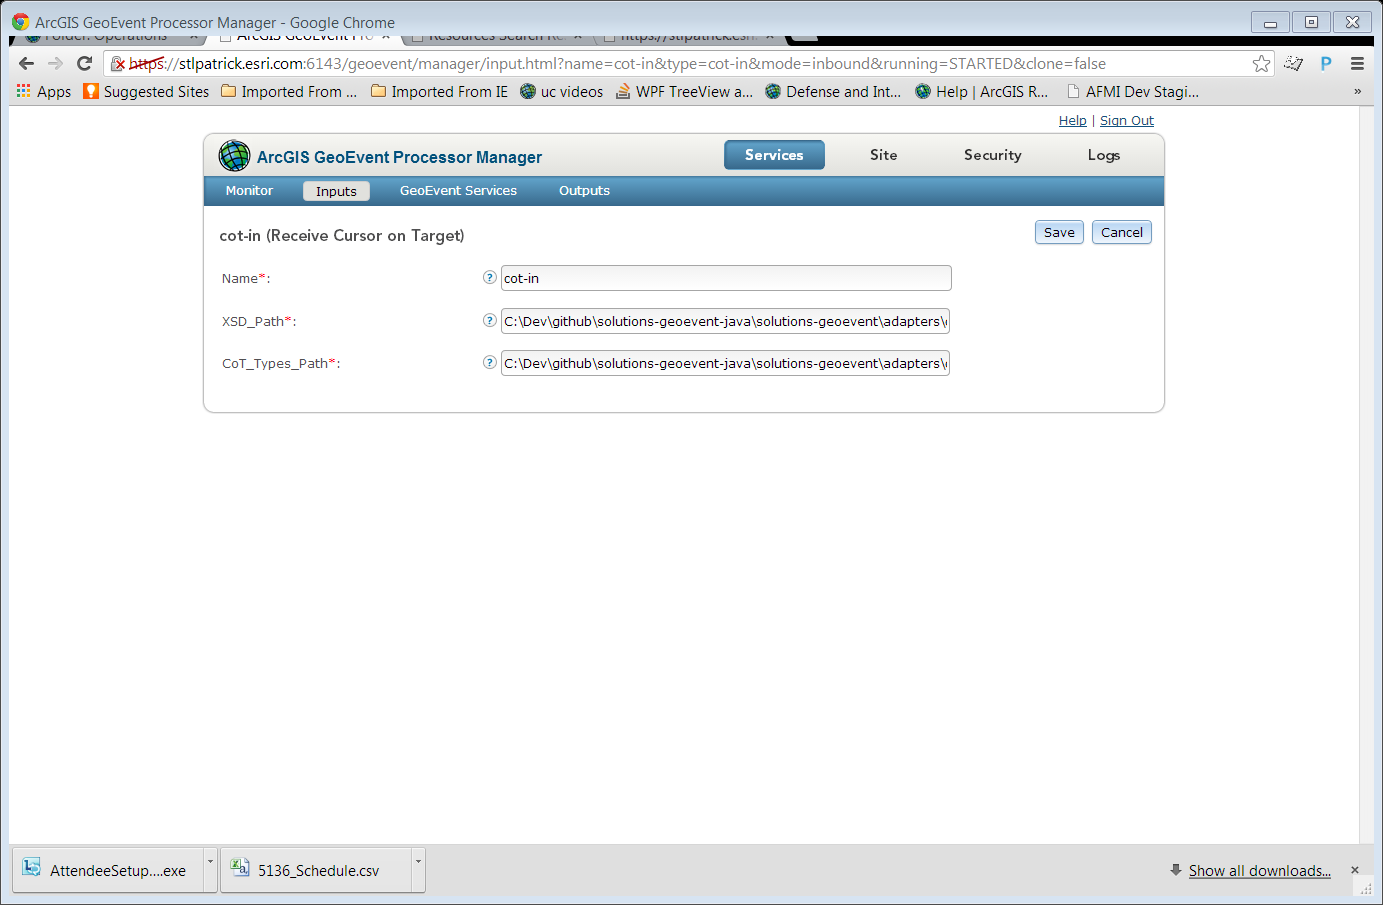 ArcGIS GeoEvent Processor Manager - Google Chrome
Folder: Operations
ArcGIS GeoEvent Pro
Resources Search Re
https://stlpatrick.esri.
https://stlpatrick.esri.com:6143/geoevent/manager/input.html?name=cot-in&type=cot-in&mode=inbound&running=STARTED&clone=false
Apps Suggested Sites Imported From ... Imported From IE uc videos WPF TreeView a... Defense and Int... Help | ArcGIS R... AFMI Dev Stagi... »
Help | Sign Out
ArcGIS GeoEvent Processor Manager Services Site Security Logs
Monitor Inputs GeoEvent Services Outputs
cot-in (Receive Cursor on Target) Save Cancel
Name*: ? cot-in
XSD_Path*: ? C:\Dev\github\solutions-geoevent-java\solutions-geoevent\adapters\
CoT_Types_Path*: ? C:\Dev\github\solutions-geoevent-java\solutions-geoevent\adapters\
AttendeeSetup....exe 5136_Schedule.csv Show all downloads...